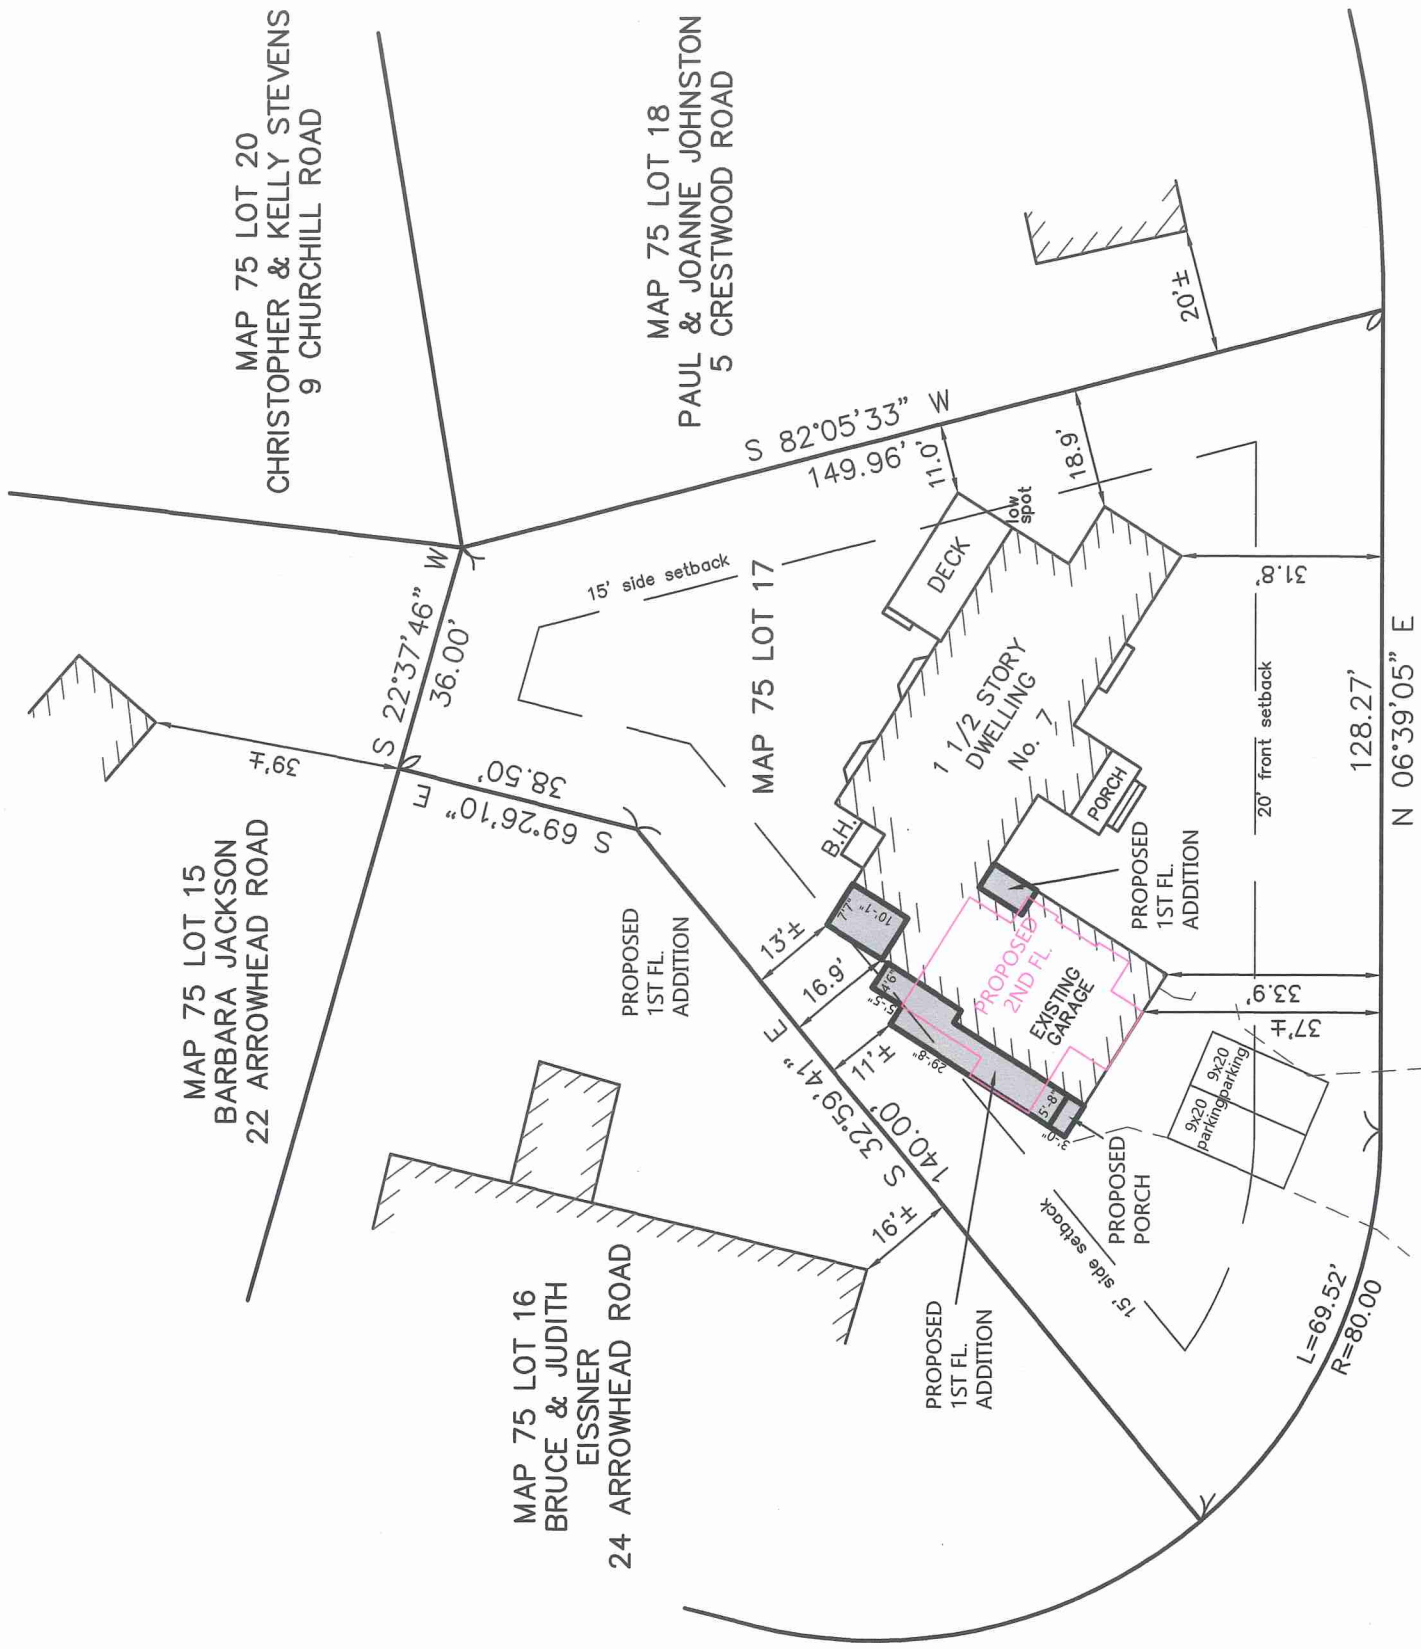 MAP 75 LOT 20
CHRISTOPHER & KELLY STEVENS
9 CHURCHILL ROAD
MAP 75 LOT 18
PAUL & JOANNE JOHNSTON
5 CRESTWOOD ROAD
MAP 75 LOT 15
BARBARA JACKSON
22 ARROWHEAD ROAD
MAP 75 LOT 16
BRUCE & JUDITH
EISSNER
24 ARROWHEAD ROAD
S 22°37'46" W
36.00'
39'±
S 69°26'10" E
38.50'
S 82°05'33" W
149.96'
20'±
11.0'
18.9'
low
spot
DECK
15' side setback
MAP 75 LOT 17
1 1/2 STORY
DWELLING
No. 7
31.8'
20' front setback
PORCH
B.H.
PROPOSED
1ST FL.
ADDITION
PROPOSED
1ST FL.
ADDITION
7'7"
10'-1"
13'±
16.9'
4'6"
5'-5"
11'±
29'-8"
PROPOSED
2ND FL.
EXISTING
GARAGE
5'-8"
3'-0"
33.9'
37'±
9x20
parking
9x20
parking
PROPOSED
PORCH
15' side setback
S 32°59'41" E
140.00'
16'±
PROPOSED
1ST FL.
ADDITION
L=69.52'
R=80.00
128.27'
N 06°39'05" E